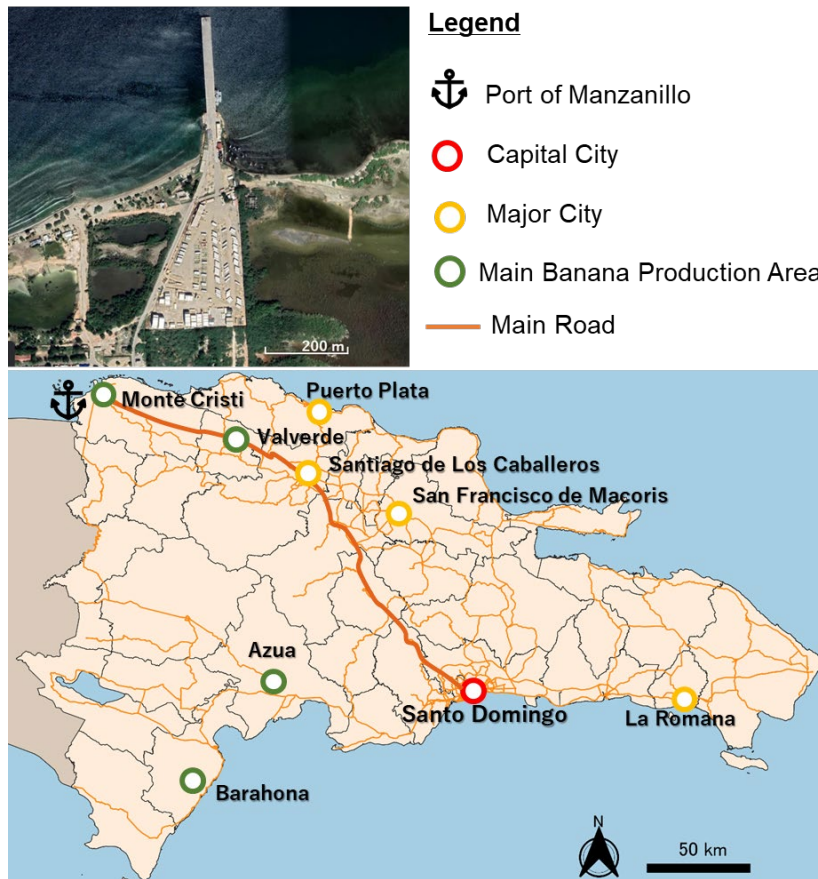 Legend
Port of Manzanillo
Capital City
Major City
Main Banana Production Area
Main Road
200 m
Puerto Plata
Monte Cristi
Valverde
Santiago de Los Caballeros
San Francisco de Macoris
Azua
Santo Domingo
La Romana
Barahona
N
50 km